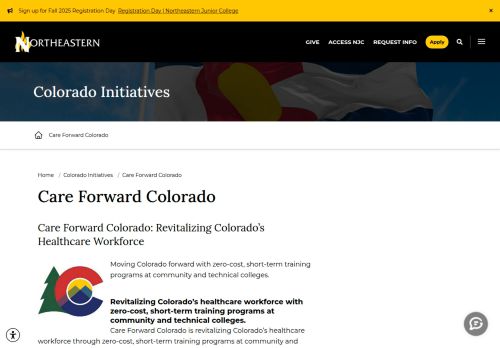 Sign up for Fall 2025 Registration Day Registration Day | Northeastern Junior College ×
NORTHEASTERN GIVE ACCESS NJC REQUEST INFO Apply
Colorado Initiatives
Care Forward Colorado
Home / Colorado Initiatives / Care Forward Colorado
Care Forward Colorado
Care Forward Colorado: Revitalizing Colorado’s
Healthcare Workforce
Moving Colorado forward with zero-cost, short-term training
programs at community and technical colleges.
Revitalizing Colorado’s healthcare workforce with
zero-cost, short-term training programs at
community and technical colleges.
Care Forward Colorado is revitalizing Colorado’s healthcare
workforce through zero-cost, short-term training programs at community and